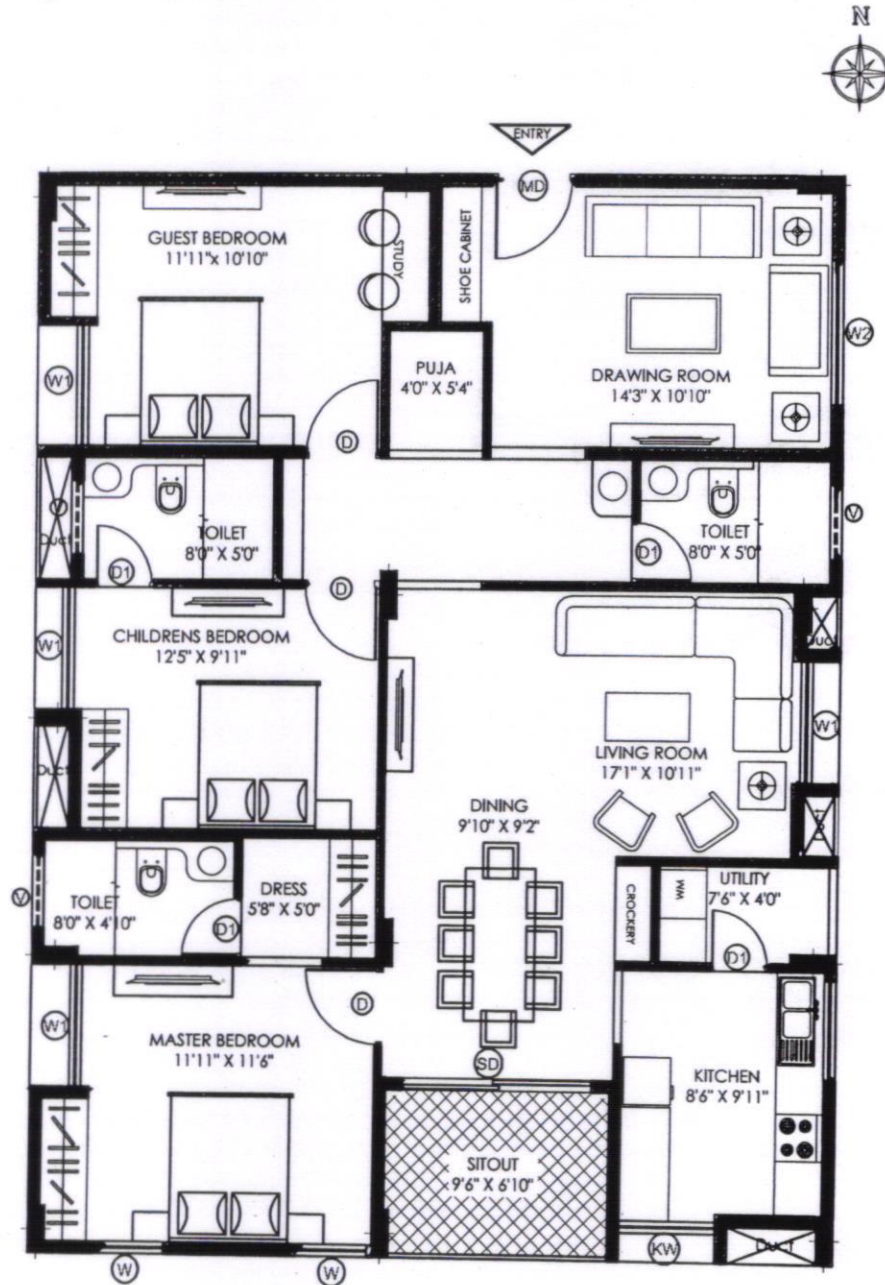 N
ENTRY
MD
GUEST BEDROOM
11'11"x 10'10"
STUDY
SHOE CABINET
W1
PUJA
4'0" X 5'4"
DRAWING ROOM
14'3" X 10'10"
W2
D
V
Duct
TOILET
8'0" X 5'0"
D1
D
TOILET
8'0" X 5'0"
D1
V
CHILDRENS BEDROOM
12'5" X 9'11"
W1
Duct
Duct
LIVING ROOM
17'1" X 10'11"
W1
Duct
DINING
9'10" X 9'2"
TOILET
8'0" X 4'10"
V
D1
DRESS
5'8" X 5'0"
CROCKERY
WM
UTILITY
7'6" X 4'0"
D1
W1
D
MASTER BEDROOM
11'11" X 11'6"
SD
KITCHEN
8'6" X 9'11"
SITOUT
9'6" X 6'10"
W
W
KW
DUCT